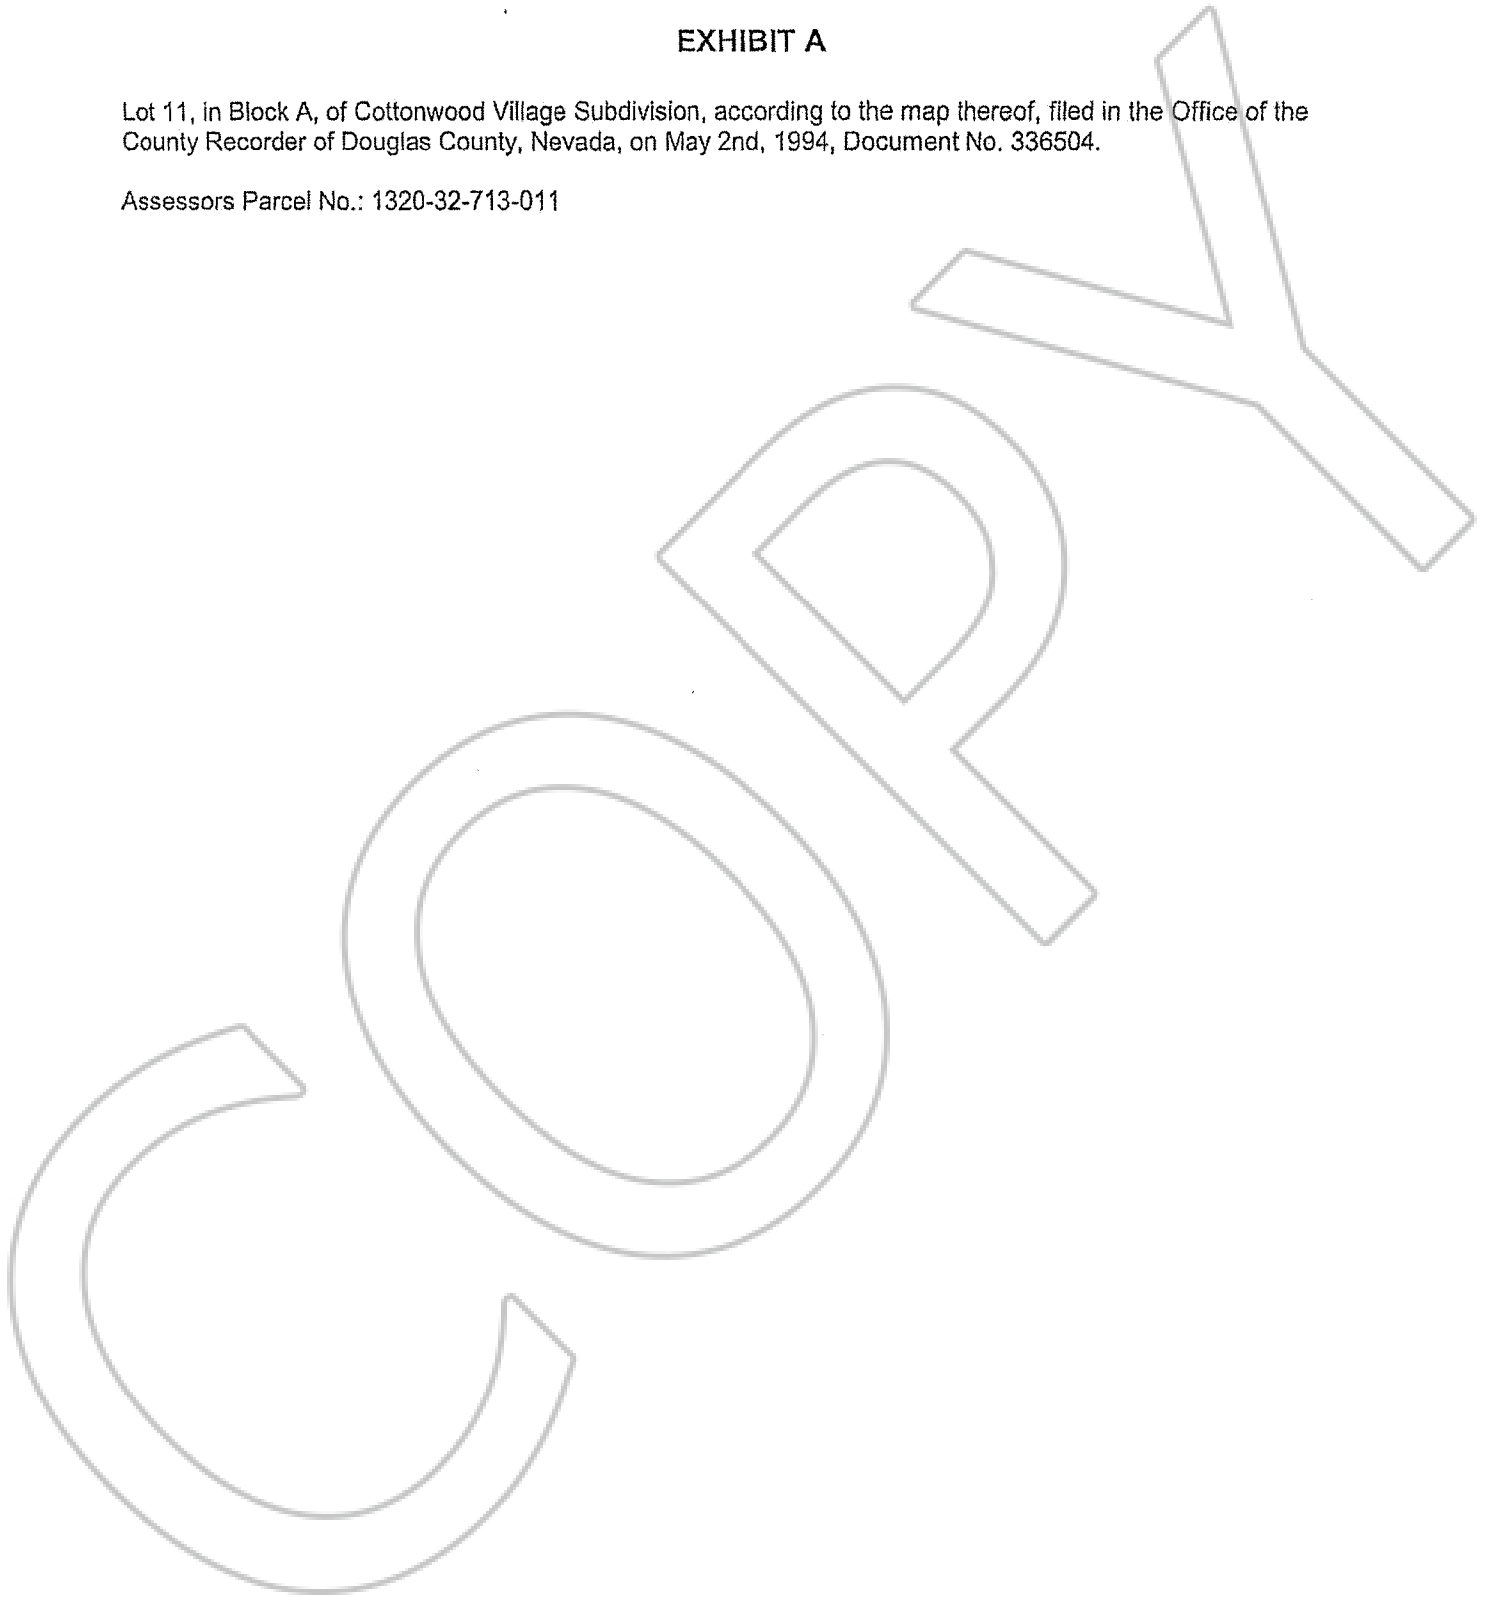 EXHIBIT A
Lot 11, in Block A, of Cottonwood Village Subdivision, according to the map thereof, filed in the Office of the
County Recorder of Douglas County, Nevada, on May 2nd, 1994, Document No. 336504.
Assessors Parcel No.: 1320-32-713-011
COPY